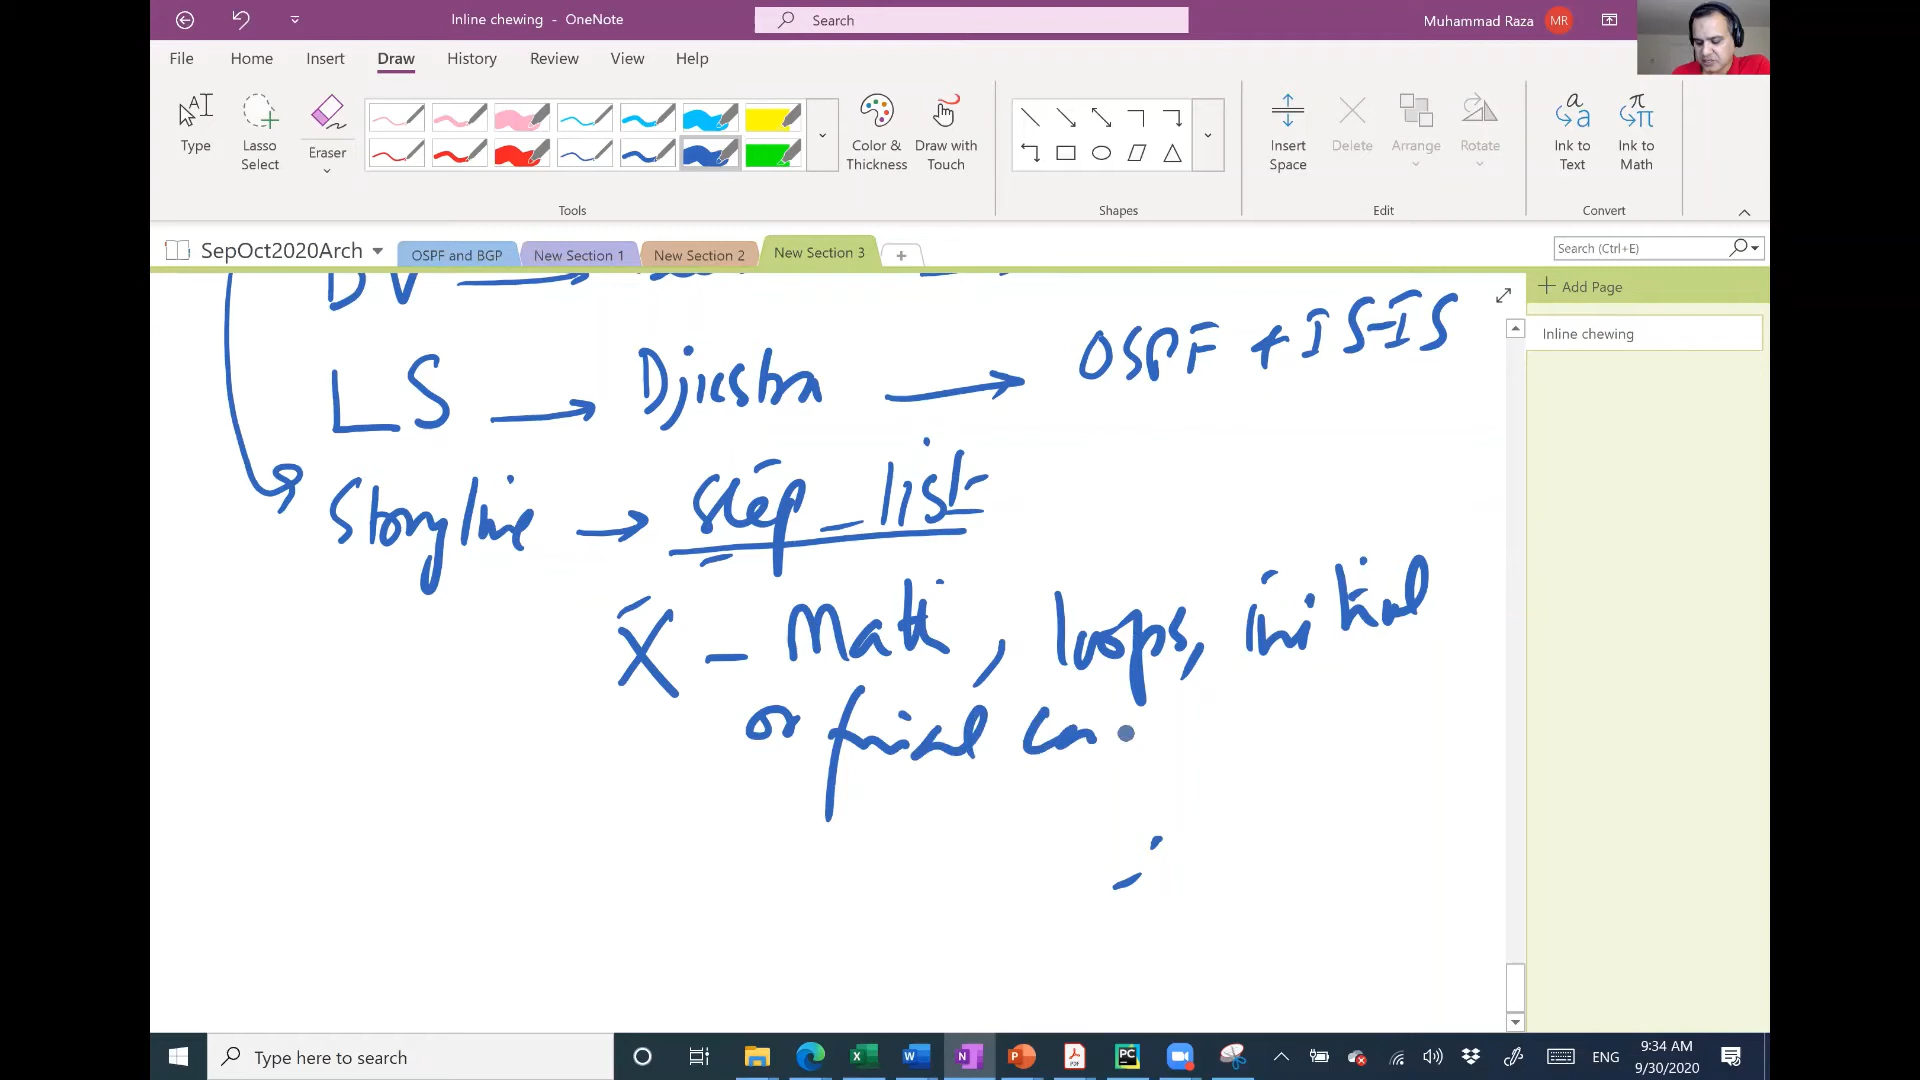 Inline chewing - OneNote
Search
Muhammad Raza
MR
File Home Insert Draw History Review View Help
Type
Lasso Select
Eraser
Color & Thickness
Draw with Touch
Insert Space
Delete
Arrange
Rotate
Ink to Text
Ink to Math
Tools
Shapes
Edit
Convert
SepOct2020Arch
OSPF and BGP
New Section 1
New Section 2
New Section 3
Search (Ctrl+E)
Add Page
Inline chewing
DV
LS → Djicstra → OSPF + IS-IS
Storyline → step_list
X - Math, loops, initial
or final con
Type here to search
ENG
9:34 AM
9/30/2020